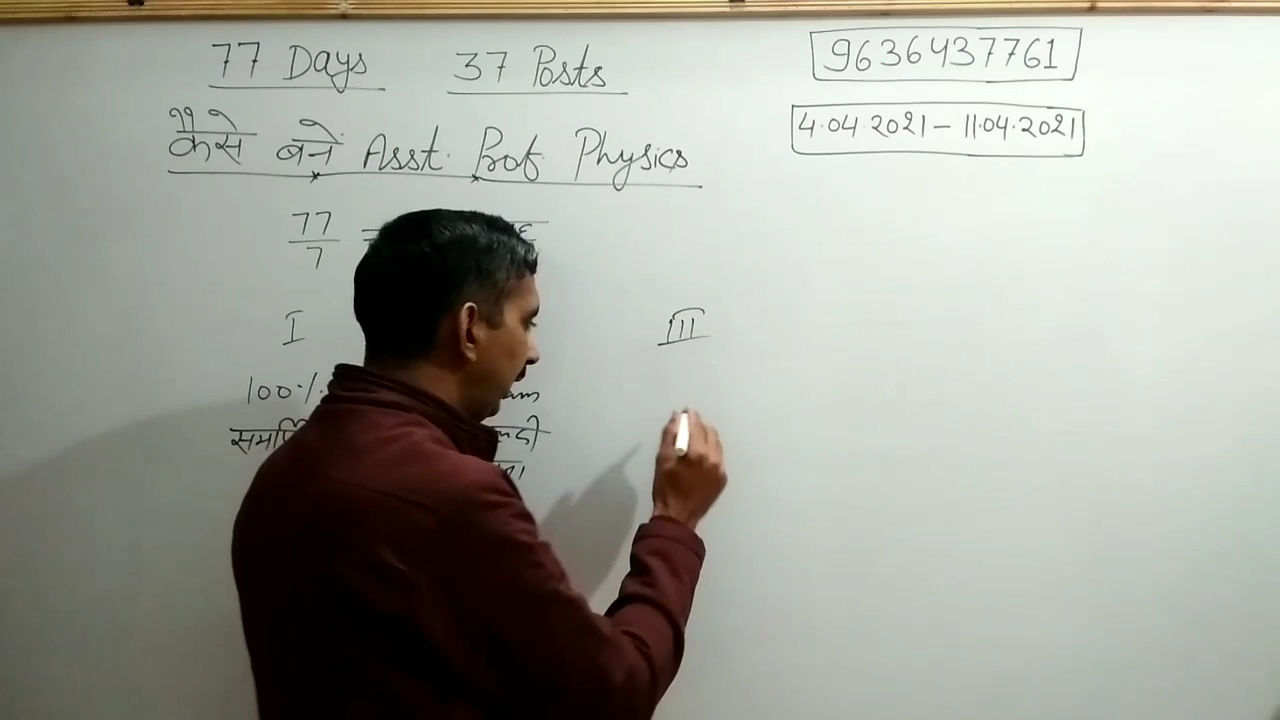 77 Days 37 Posts 9636437761
4.04.2021 - 11.04.2021
कैसे बने Asst. Prof. Physics
77
7 =
I III
100%